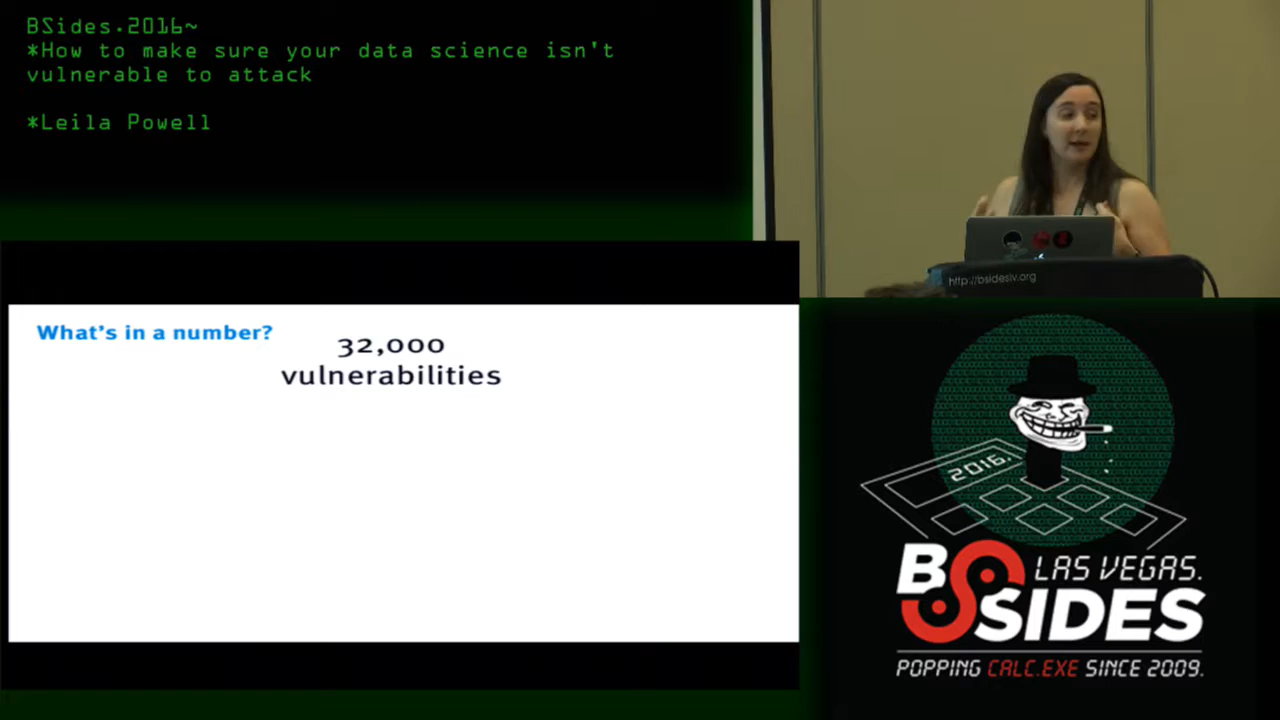 BSides.2016~
*How to make sure your data science isn't
vulnerable to attack
*Leila Powell
http://bsideslv.org
What's in a number?
32,000
vulnerabilities
2016.
BSIDES
LAS VEGAS.
POPPING CALC.EXE SINCE 2009.